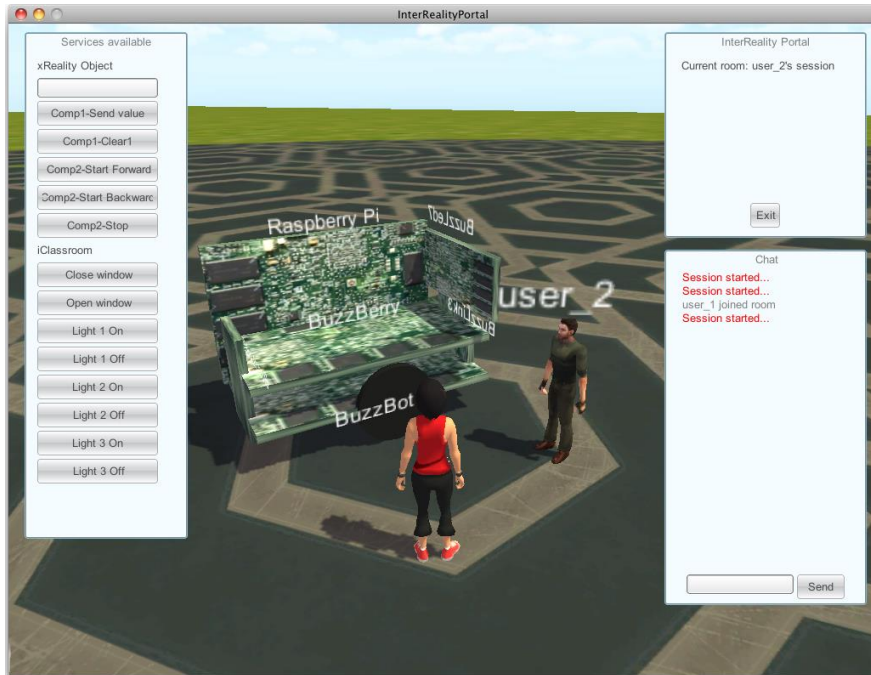 InterRealityPortal
Services available
xReality Object
Comp1-Send value
Comp1-Clear1
Comp2-Start Forward
Comp2-Start Backward
Comp2-Stop
iClassroom
Close window
Open window
Light 1 On
Light 1 Off
Light 2 On
Light 2 Off
Light 3 On
Light 3 Off
Raspberry Pi
BuzzLed7
BuzzBerry
BuzzLink3
BuzzBot
user_2
InterReality Portal
Current room: user_2's session
Exit
Chat
Session started...
Session started...
user_1 joined room
Session started...
Send